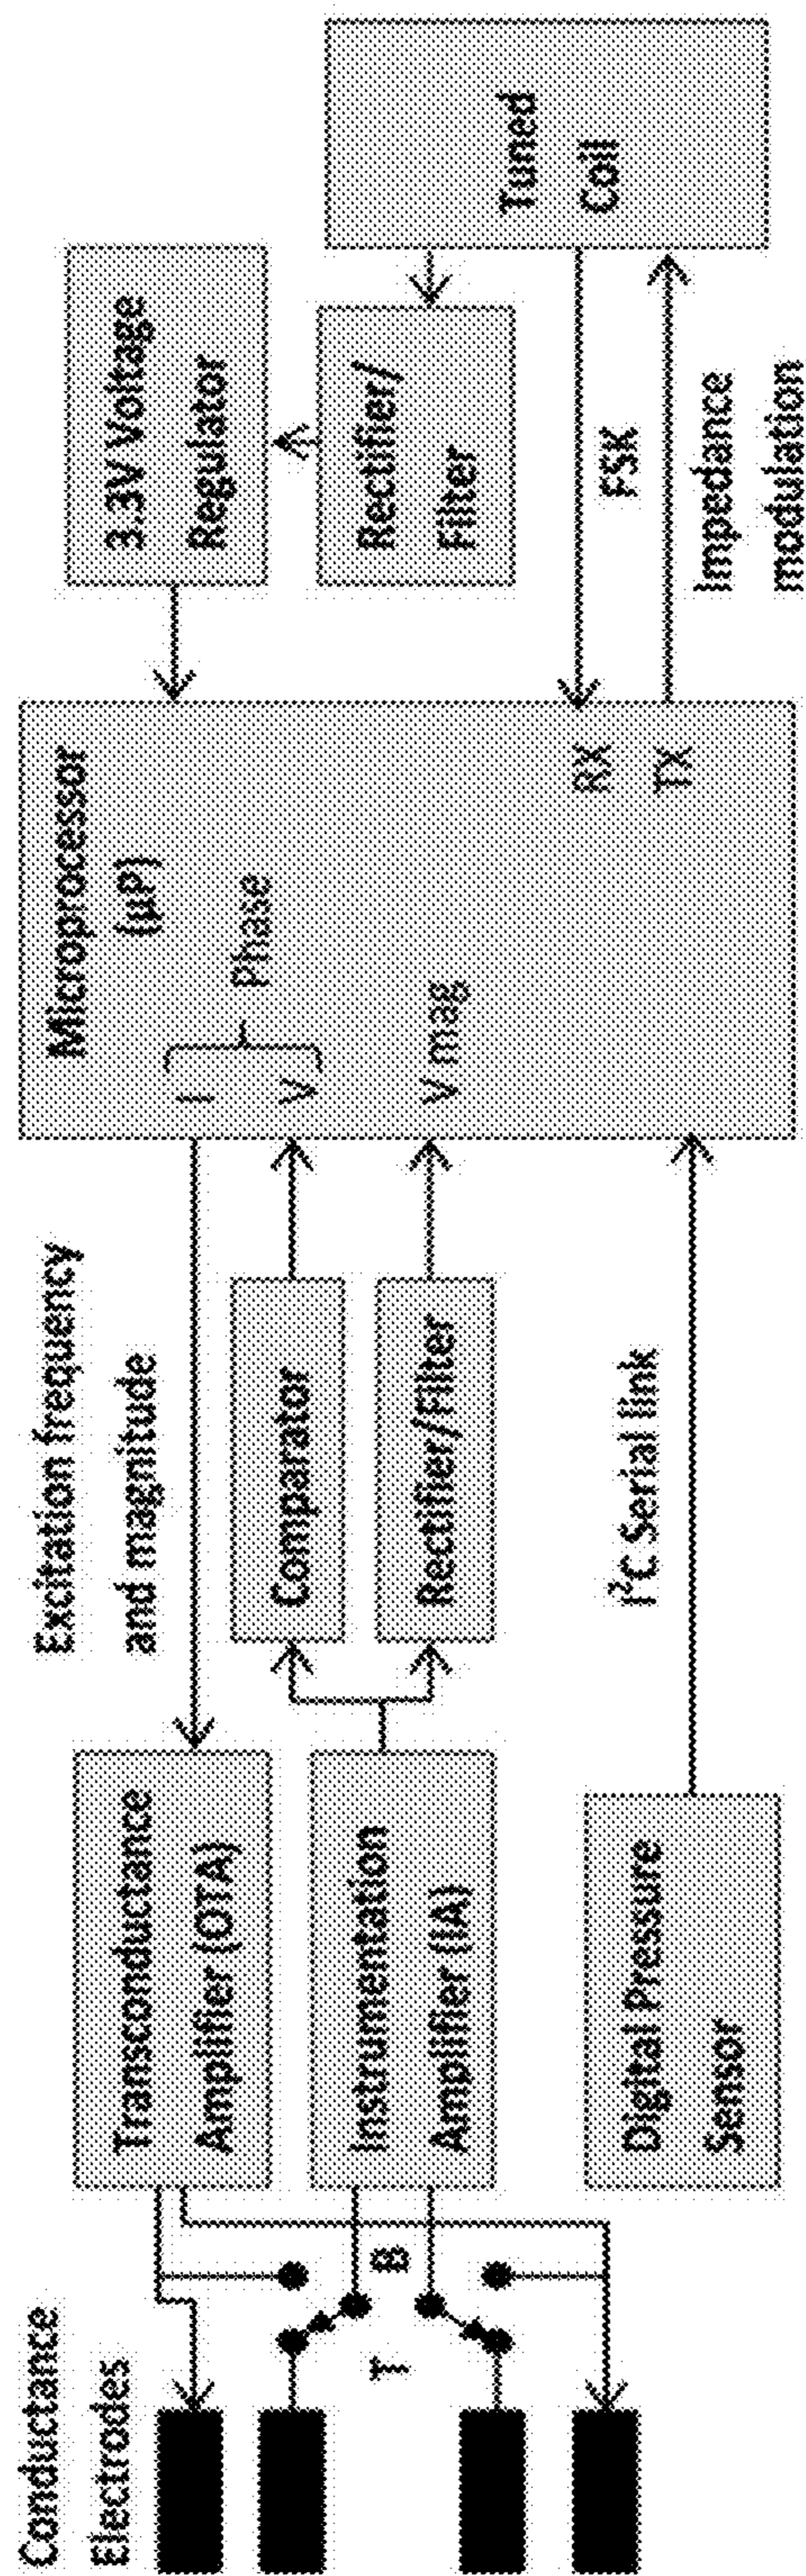 Conductance
Electrodes
T
B
Transconductance
Amplifier (OTA)
Instrumentation
Amplifier (IA)
Digital Pressure
Sensor
Excitation frequency
and magnitude
Comparator
Rectifier/Filter
I²C Serial link
Microprocessor
(µP)
I
V
Phase
V mag
RX
TX
3.3V Voltage
Regulator
Rectifier/
Filter
FSK
Impedance
modulation
Tuned
Coil